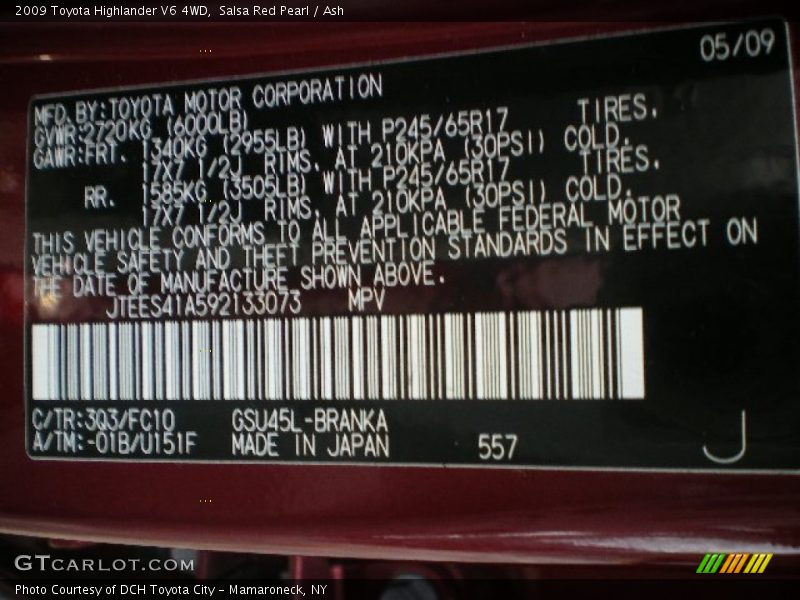 2009 Toyota Highlander V6 4WD,  Salsa Red Pearl / Ash
05/09
MFD.BY:TOYOTA MOTOR CORPORATION
GVWR:2720KG (6000LB)
GAWR:FRT. 1340KG (2955LB) WITH P245/65R17 TIRES.
17X7 1/2J RIMS. AT 210KPA (30PSI) COLD.
RR. 1585KG (3505LB) WITH P245/65R17 TIRES.
17X7 1/2J RIMS. AT 210KPA (30PSI) COLD.
THIS VEHICLE CONFORMS TO ALL APPLICABLE FEDERAL MOTOR
VEHICLE SAFETY AND THEFT PREVENTION STANDARDS IN EFFECT ON
THE DATE OF MANUFACTURE SHOWN ABOVE.
JTEES41A592133073 MPV
C/TR:3Q3/FC10 GSU45L-BRANKA
A/TM:-01B/U151F MADE IN JAPAN 557 J
GTCARLOT.COM
Photo Courtesy of DCH Toyota City - Mamaroneck, NY